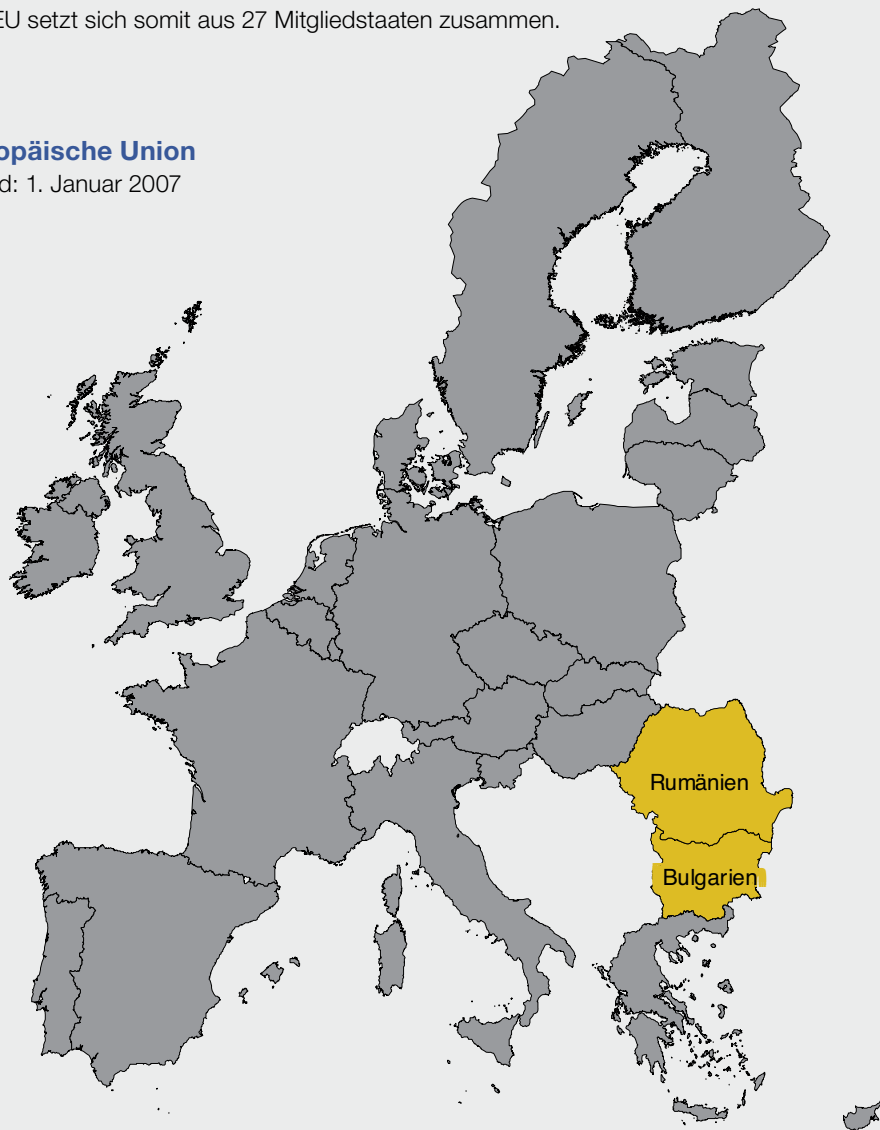 EU setzt sich somit aus 27 Mitgliedstaaten zusammen.
opäische Union
d: 1. Januar 2007
Rumänien
Bulgarien